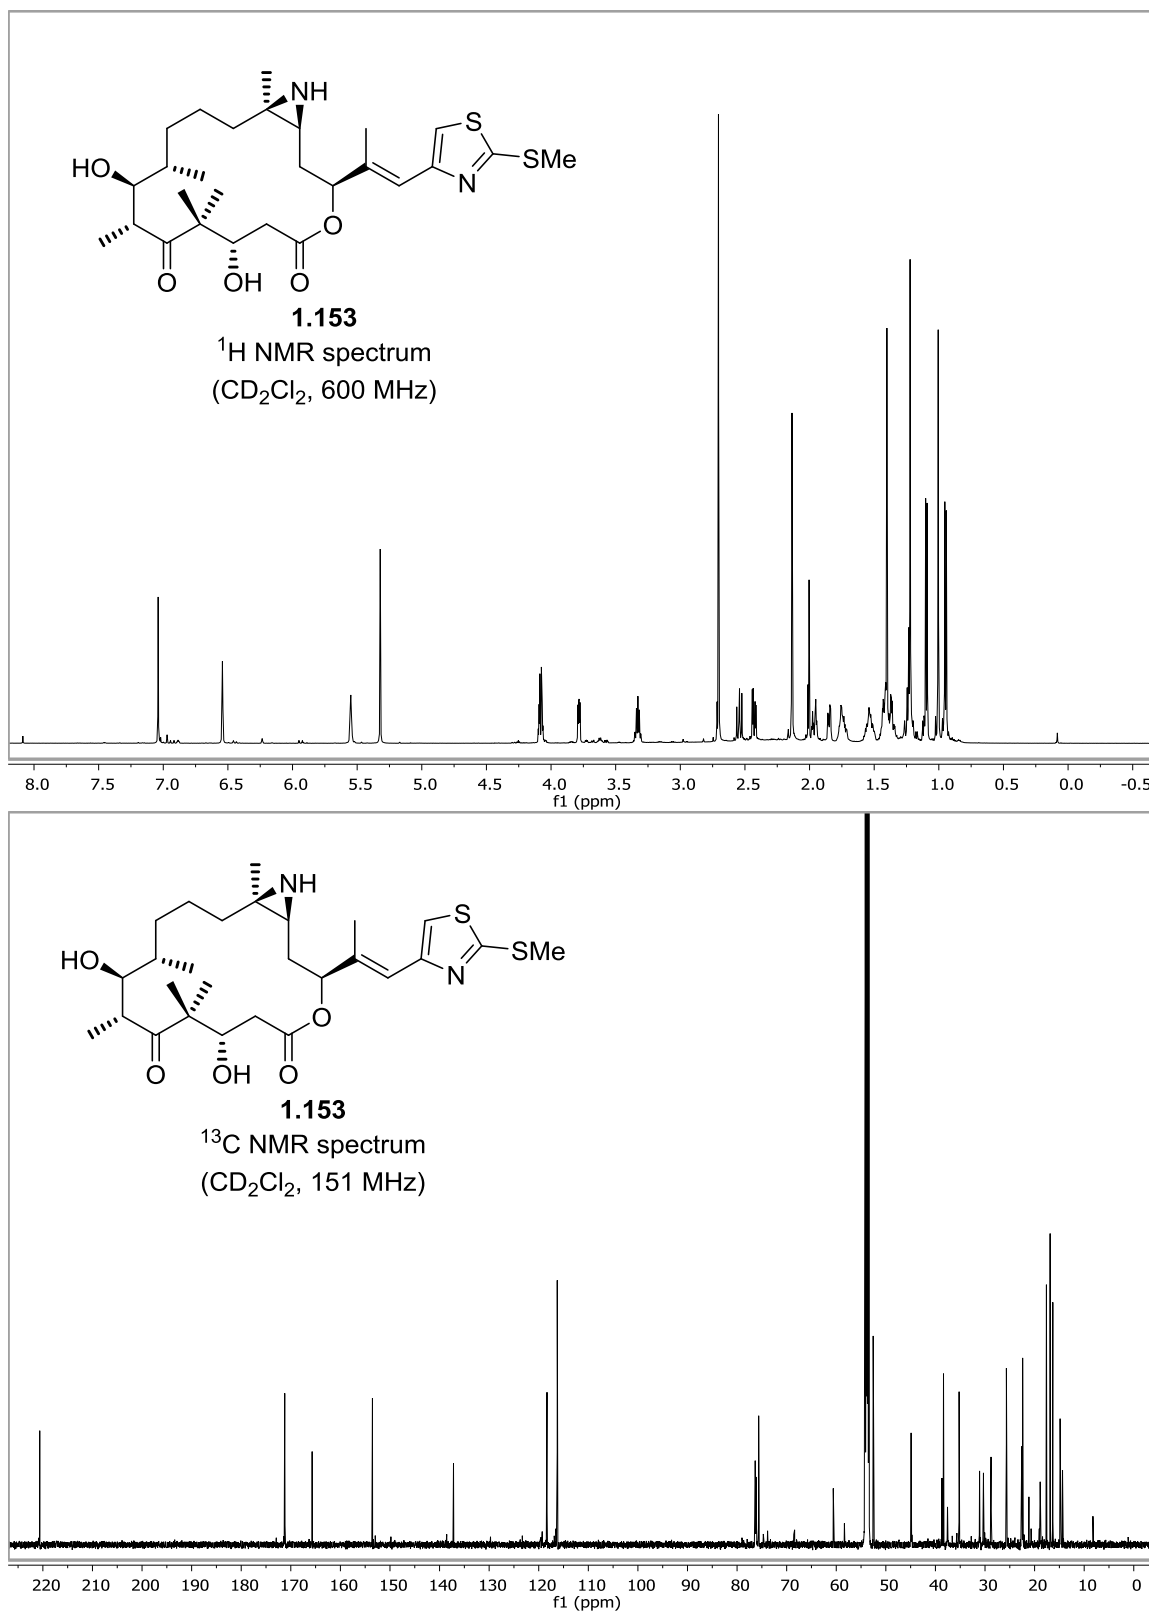 NH
S
SMe
N
HO
O
O
OH
O
1.153
1H NMR spectrum
(CD2Cl2, 600 MHz)
8.0 7.5 7.0 6.5 6.0 5.5 5.0 4.5 4.0 3.5 3.0 2.5 2.0 1.5 1.0 0.5 0.0 -0.5
f1 (ppm)
NH
S
SMe
N
HO
O
O
OH
O
1.153
13C NMR spectrum
(CD2Cl2, 151 MHz)
220 210 200 190 180 170 160 150 140 130 120 110 100 90 80 70 60 50 40 30 20 10 0
f1 (ppm)